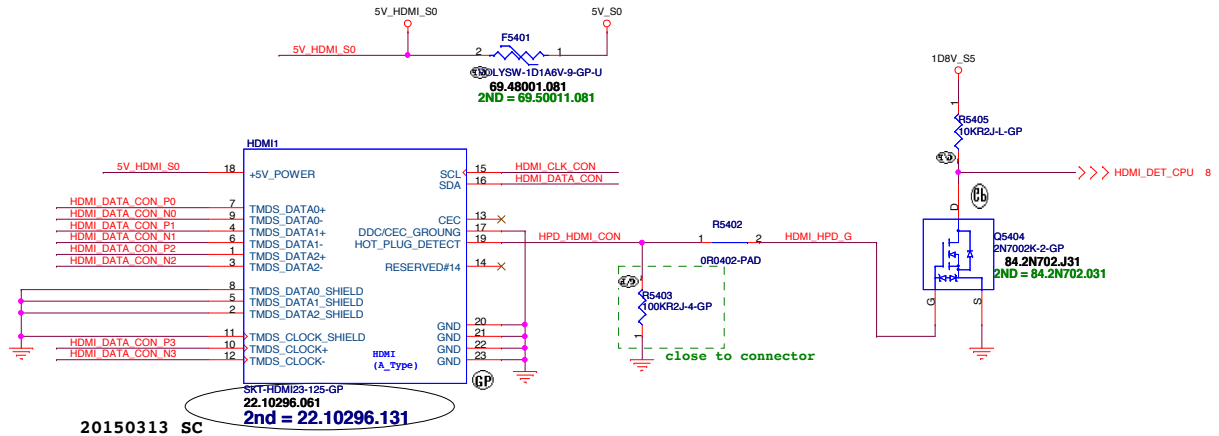 5V_HDMI_S0
5V_S0
F5401
5V_HDMI_S0
2
1
POLYSW-1D1A6V-9-GP-U
69.48001.081
2ND = 69.50011.081
1D8V_S5
1
R5405
10KR2J-L-GP
HDMI_DET_CPU 8
D
Q5404
2N7002K-2-GP
84.2N702.J31
2ND = 84.2N702.031
G
S
HDMI1
5V_HDMI_S0
18
+5V_POWER
SCL
15
HDMI_CLK_CON
SDA
16
HDMI_DATA_CON
HDMI_DATA_CON_P0
7
TMDS_DATA0+
HDMI_DATA_CON_N0
9
TMDS_DATA0-
CEC
13
HDMI_DATA_CON_P1
4
TMDS_DATA1+
DDC/CEC_GROUNG
17
HDMI_DATA_CON_N1
6
TMDS_DATA1-
HOT_PLUG_DETECT
19
HPD_HDMI_CON
R5402
1
2
HDMI_HPD_G
0R0402-PAD
HDMI_DATA_CON_P2
1
TMDS_DATA2+
HDMI_DATA_CON_N2
3
TMDS_DATA2-
RESERVED#14
14
8
TMDS_DATA0_SHIELD
5
TMDS_DATA1_SHIELD
2
TMDS_DATA2_SHIELD
R5403
100KR2J-4-GP
1
close to connector
GND
20
11
TMDS_CLOCK_SHIELD
GND
21
HDMI_DATA_CON_P3
10
TMDS_CLOCK+
GND
22
HDMI_DATA_CON_N3
12
TMDS_CLOCK-
GND
23
HDMI
(A_Type)
GP
SKT-HDMI23-125-GP
22.10296.061
2nd = 22.10296.131
20150313 SC